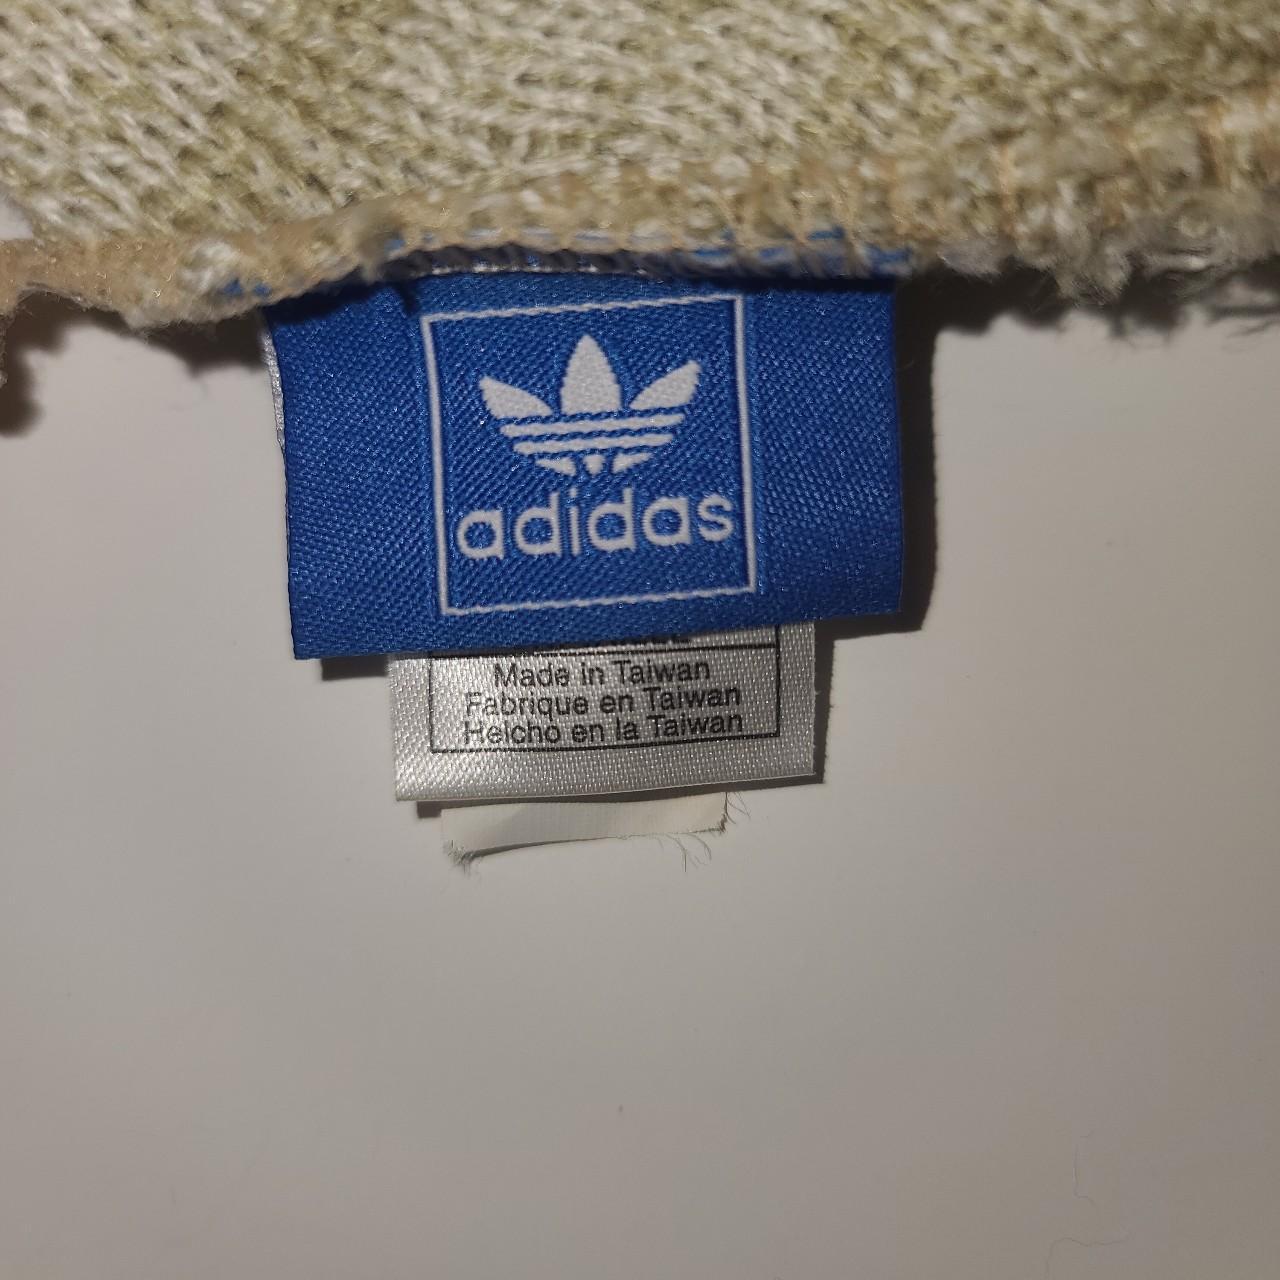 adidas
Made in Taiwan
Fabrique en Taiwan
Helcho en la Taiwan